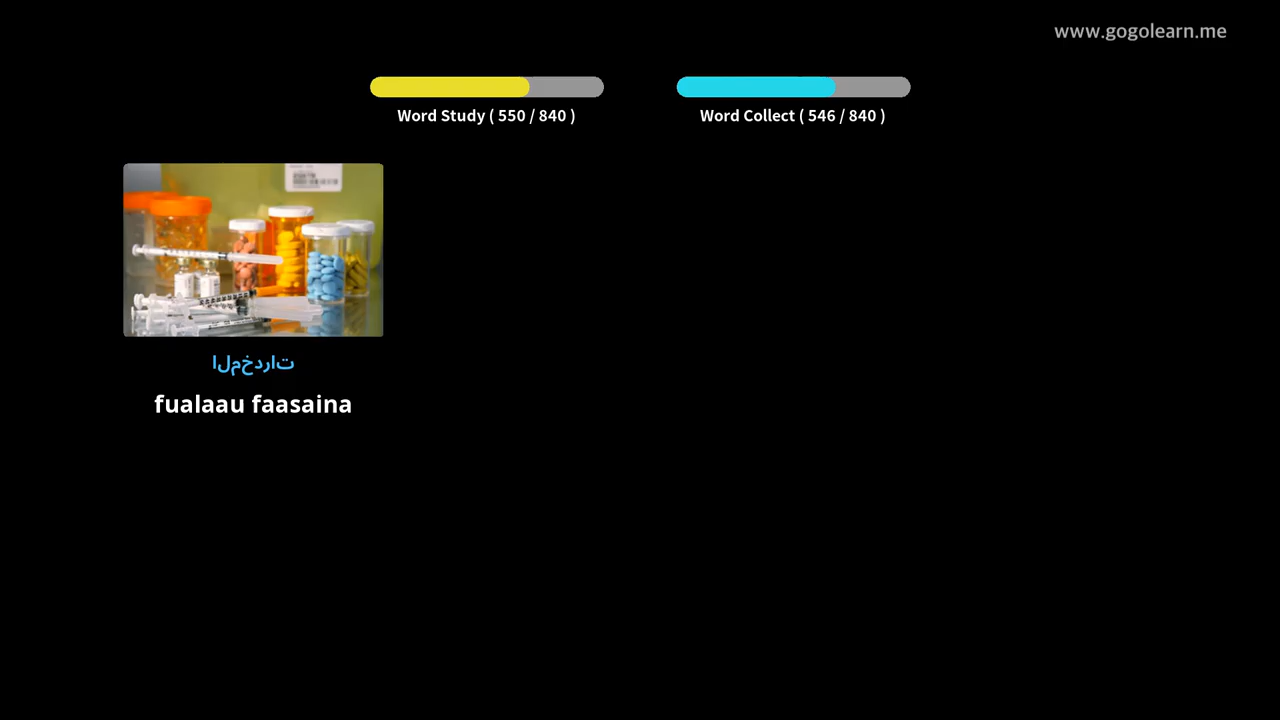 www.gogolearn.me
Word Study ( 550 / 840 )
Word Collect ( 546 / 840 )
المخدرات
fualaau faasaina